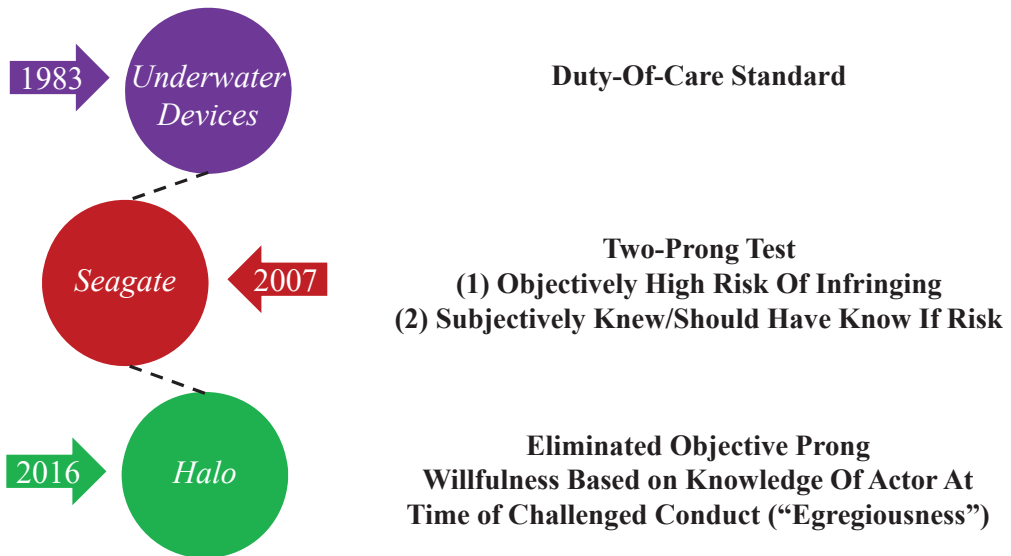 1983
Underwater
Devices
Duty-Of-Care Standard
Seagate
2007
Two-Prong Test
(1) Objectively High Risk Of Infringing
(2) Subjectively Knew/Should Have Know If Risk
2016
Halo
Eliminated Objective Prong
Willfulness Based on Knowledge Of Actor At
Time of Challenged Conduct (“Egregiousness”)